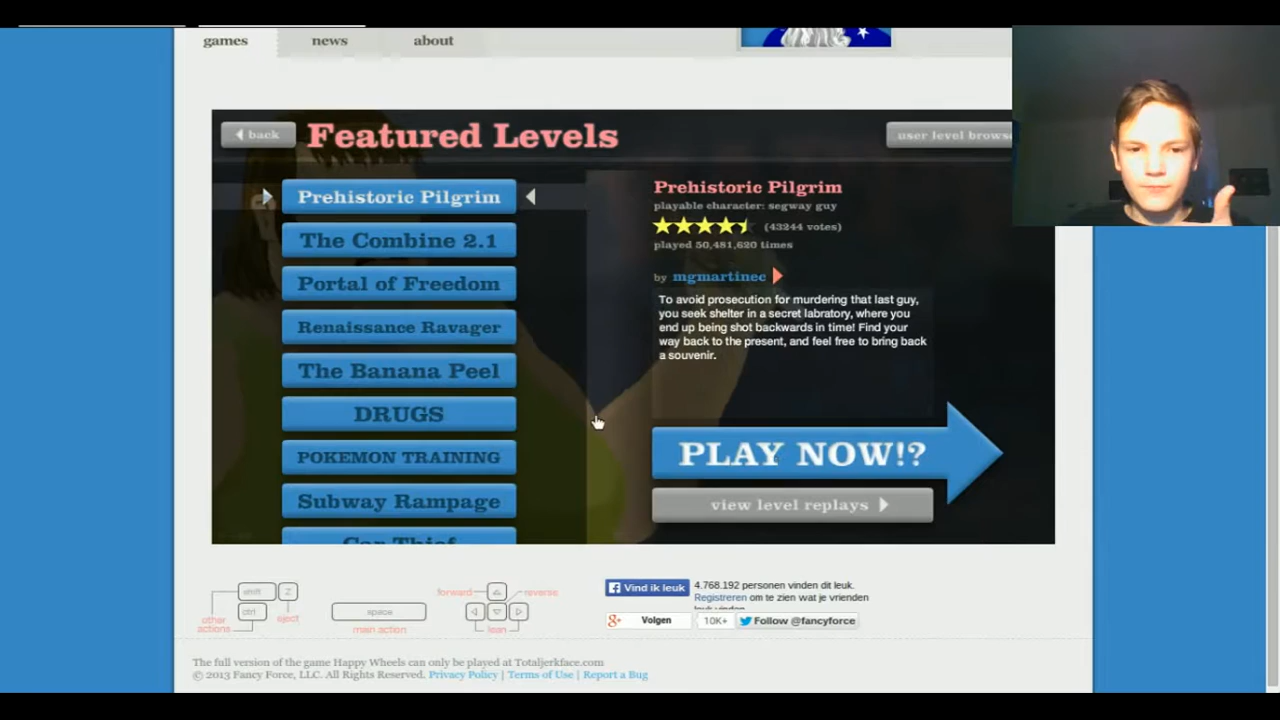 games news about
back
Featured Levels
user level brows
Prehistoric Pilgrim
The Combine 2.1
Portal of Freedom
Renaissance Ravager
The Banana Peel
DRUGS
POKEMON TRAINING
Subway Rampage
Car Thief
Prehistoric Pilgrim
playable character: segway guy
(43244 votes)
played 50,481,620 times
by mgmartinec
To avoid prosecution for murdering that last guy,
you seek shelter in a secret labratory, where you
end up being shot backwards in time! Find your
way back to the present, and feel free to bring back
a souvenir.
PLAY NOW!?
view level replays
shift Z
ctrl
other
actions
eject
space
main action
forward reverse
lean
Vind ik leuk
4.768.192 personen vinden dit leuk.
Registreren om te zien wat je vrienden
leuk vinden
Volgen
10K+
Follow @fancyforce
The full version of the game Happy Wheels can only be played at Totaljerkface.com
© 2013 Fancy Force, LLC. All Rights Reserved. Privacy Policy | Terms of Use | Report a Bug